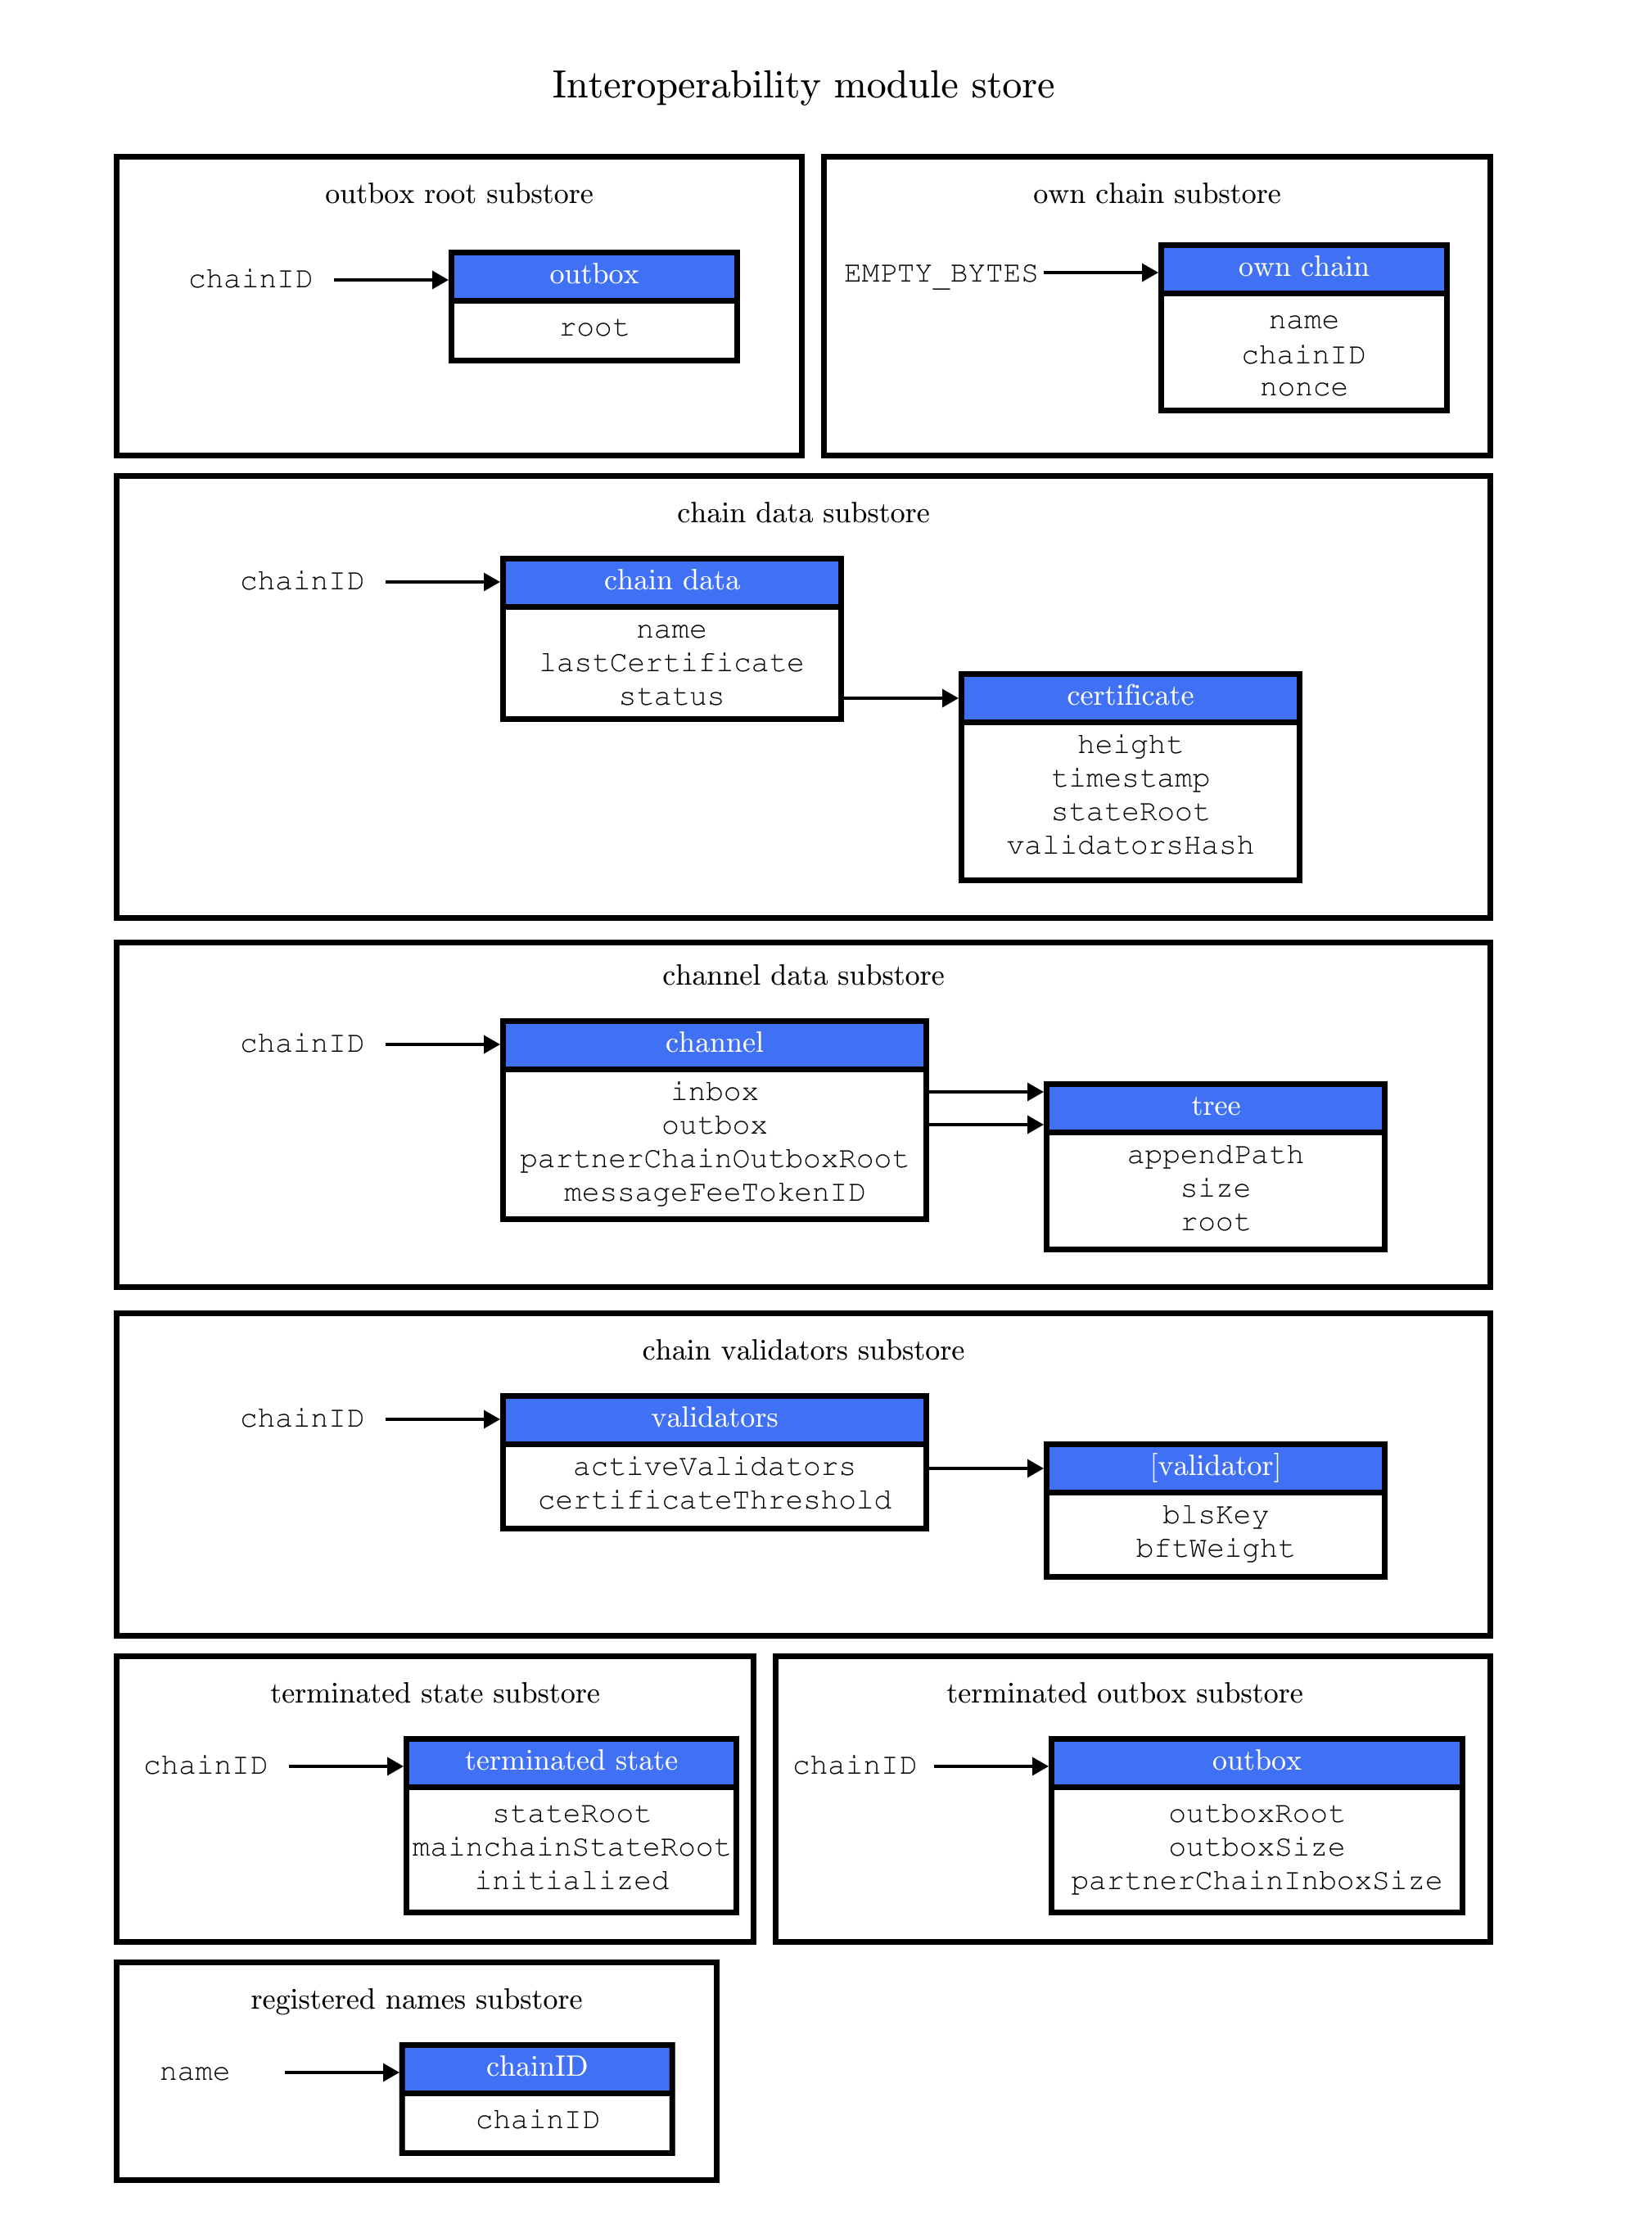 Interoperability module store
outbox root substore
chainID
outbox
root
own chain substore
EMPTY_BYTES
own chain
name
chainID
nonce
chain data substore
chainID
chain data
name
lastCertificate
status
certificate
height
timestamp
stateRoot
validatorsHash
channel data substore
chainID
channel
inbox
outbox
partnerChainOutboxRoot
messageFeeTokenID
tree
appendPath
size
root
chain validators substore
chainID
validators
activeValidators
certificateThreshold
[validator]
blsKey
bftWeight
terminated state substore
chainID
terminated state
stateRoot
mainchainStateRoot
initialized
terminated outbox substore
chainID
outbox
outboxRoot
outboxSize
partnerChainInboxSize
registered names substore
name
chainID
chainID